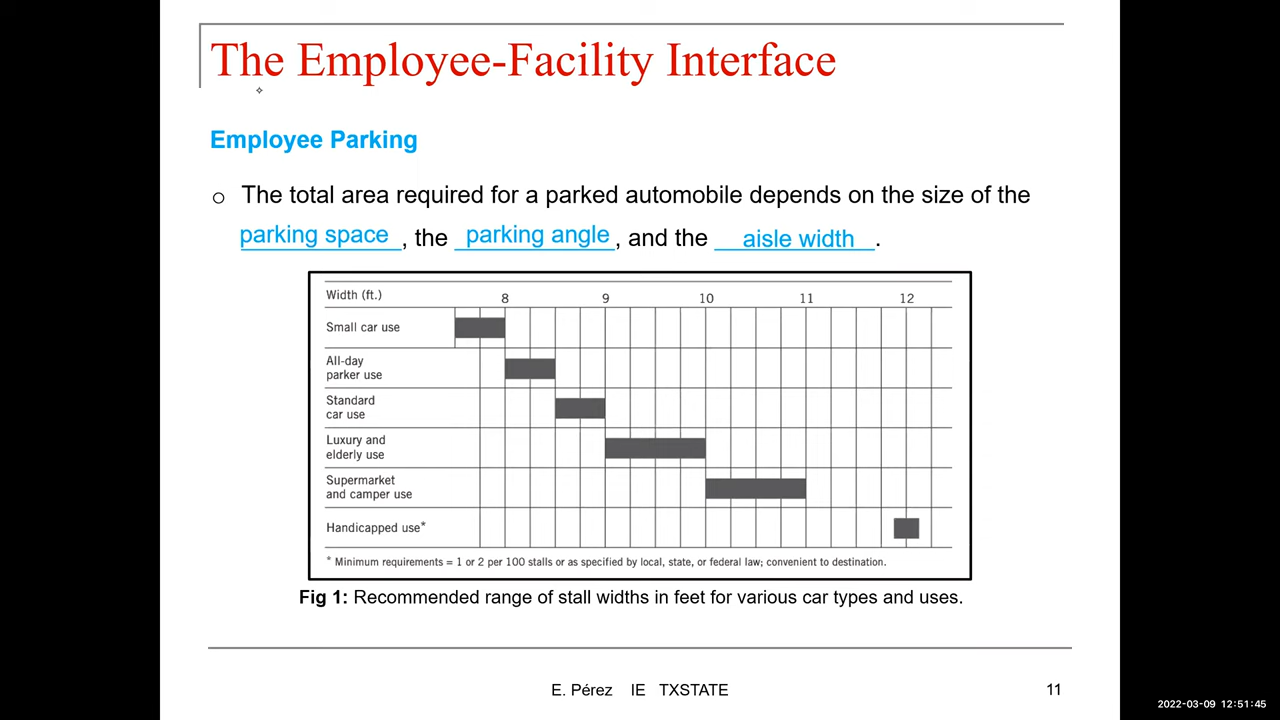 The Employee-Facility Interface
Employee Parking
o The total area required for a parked automobile depends on the size of the
parking space, the parking angle, and the aisle width.
Width (ft.) 8 9 10 11 12
Small car use
All-day
parker use
Standard
car use
Luxury and
elderly use
Supermarket
and camper use
Handicapped use*
* Minimum requirements = 1 or 2 per 100 stalls or as specified by local, state, or federal law; convenient to destination.
Fig 1: Recommended range of stall widths in feet for various car types and uses.
E. Pérez IE TXSTATE 11
2022-03-09 12:51:45